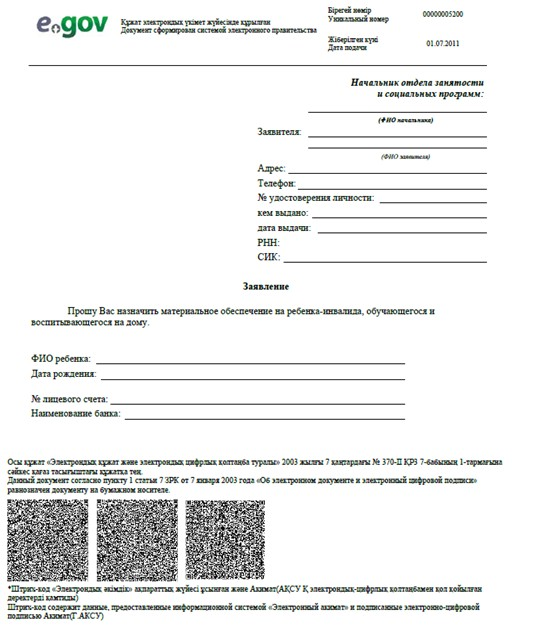 e.gov
Құжат электрондық үкімет жүйесінде құрылған
Документ сформирован системой электронного правительства
Бірегей нөмір
Уникальный номер
00000005200
Жіберілген күні
Дата подачи
01.07.2011
Начальник отдела занятости
и социальных программ:
(ФИО начальника)
Заявителя:
(ФИО заявителя)
Адрес:
Телефон:
№ удостоверения личности:
кем выдано:
дата выдачи:
РНН:
СИК:
Заявление
Прошу Вас назначить материальное обеспечение на ребенка-инвалида, обучающегося и
воспитывающегося на дому.
ФИО ребенка:
Дата рождения:
№ лицевого счета:
Наименование банка:
Осы құжат «Электрондық құжат және электрондық цифрлық қолтаңба туралы» 2003 жылғы 7 қаңтардағы № 370-ІІ ҚРЗ 7-бабының 1-тармағына
сәйкес қағаз тасығыштағы құжатқа тең.
Данный документ согласно пункту 1 статьи 7 ЗРК от 7 января 2003 года «Об электронном документе и электронный цифровой подписи»
равнозначен документу на бумажном носителе.
*Штрих-код «Электрондық әкімдік» ақпараттық жүйесі ұсынған және Акимат(АҚСУ Қ электрондық-цифрлық қолтаңбамен қол қойылған
деректерді қамтиды)
Штрих-код содержит данные, предоставленные информационной системой «Электронный акимат» и подписанные электронно-цифровой
подписью Акимат(Г.АКСУ)